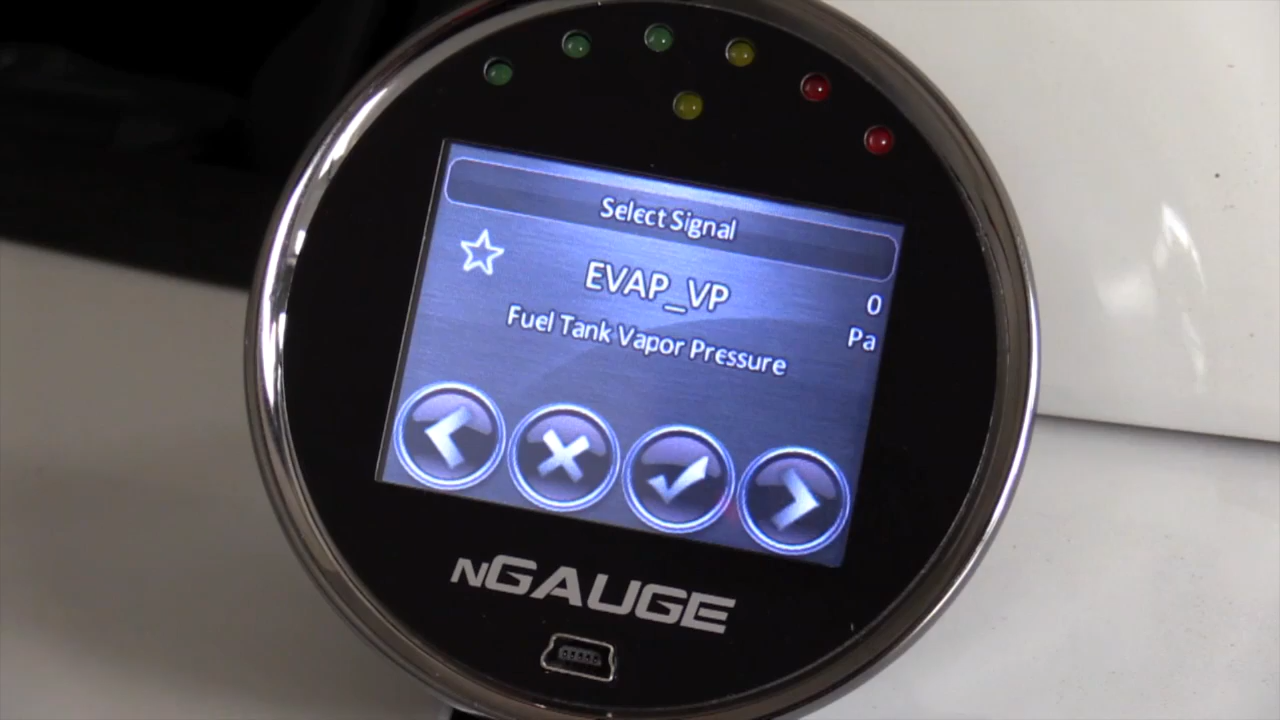 Select Signal
EVAP_VP
0
Fuel Tank Vapor Pressure
Pa
nGAUGE